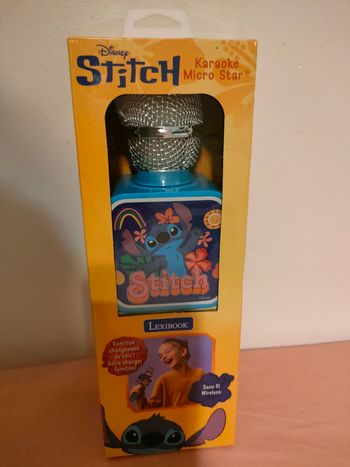 Disney
Stitch
Karaoke
Micro Star
Stitch
LEXIBOOK
Fonction
changement
de voix !
Voice changer
function!
Sans fil
Wireless